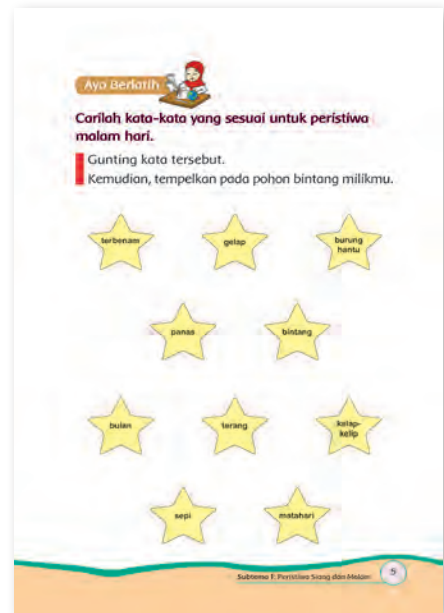 Ayo Berlatih
Carilah kata-kata yang sesuai untuk peristiwa
malam hari.
Gunting kata tersebut.
Kemudian, tempelkan pada pohon bintang milikmu.
terbenam
gelap
burung
hantu
panas
bintang
bulan
terang
kelap-
kelip
sepi
matahari
Subtema 1: Peristiwa Siang dan Malam
5